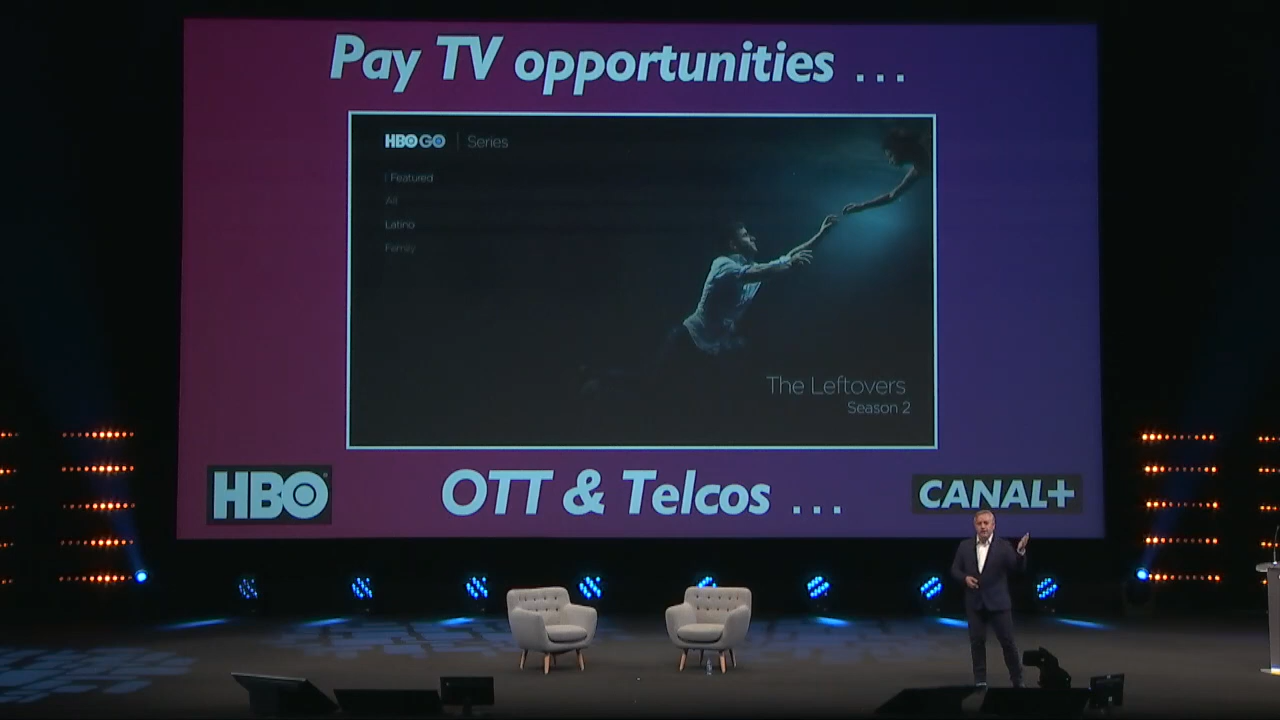 Pay TV opportunities ...
HBO GO | Series
Featured
All
Latino
Family
The Leftovers
Season 2
HBO
OTT & Telcos ...
CANAL+